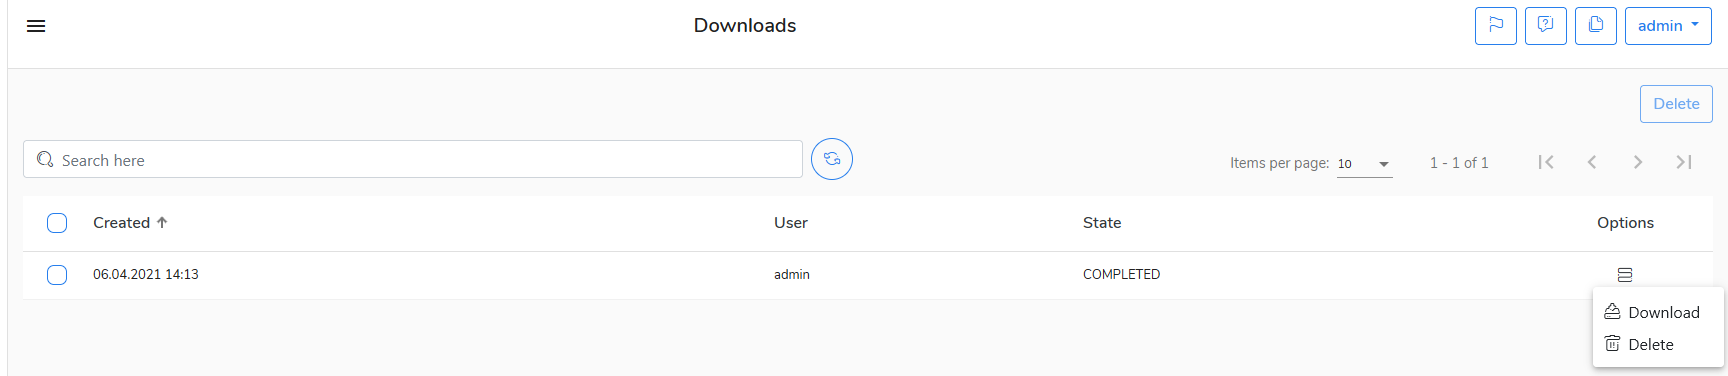 Downloads
admin
Delete
Search here
Items per page: 10
1 - 1 of 1
Created User State Options
06.04.2021 14:13 admin COMPLETED
Download
Delete